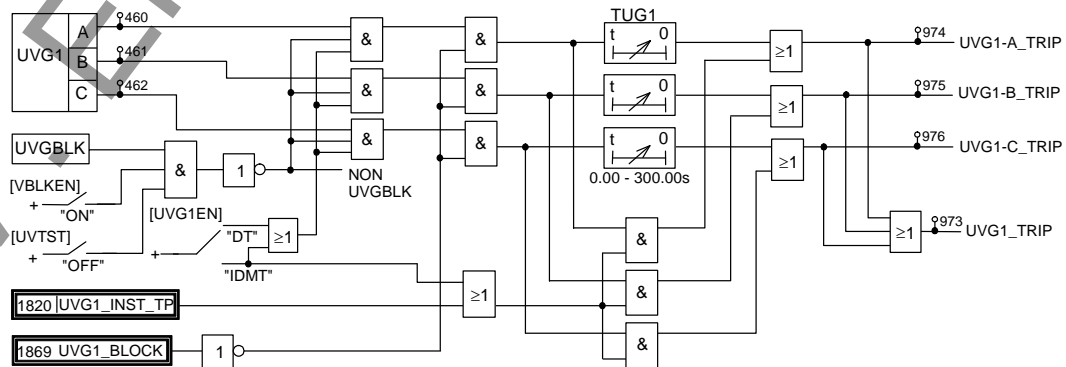 TUG1
UVG1
A
460
B
461
C
462
&
&
&
&
&
&
t 0
t 0
t 0
0.00 - 300.00s
≥1
≥1
≥1
974
UVG1-A_TRIP
975
UVG1-B_TRIP
976
UVG1-C_TRIP
UVGBLK
&
1
NON
UVGBLK
[VBLKEN]
+
"ON"
[UVTST]
+
"OFF"
[UVG1EN]
+
"DT"
"IDMT"
≥1
&
&
&
≥1
973
UVG1_TRIP
≥1
1820 UVG1_INST_TP
1869 UVG1_BLOCK
1